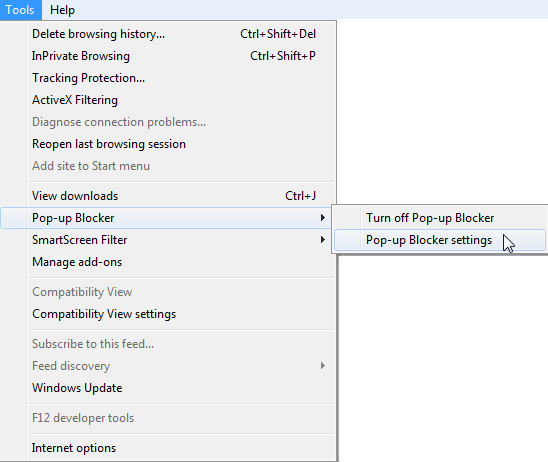 Tools Help
Delete browsing history... Ctrl+Shift+Del
InPrivate Browsing Ctrl+Shift+P
Tracking Protection...
ActiveX Filtering
Diagnose connection problems...
Reopen last browsing session
Add site to Start menu
View downloads Ctrl+J
Pop-up Blocker
Turn off Pop-up Blocker
Pop-up Blocker settings
SmartScreen Filter
Manage add-ons
Compatibility View
Compatibility View settings
Subscribe to this feed...
Feed discovery
Windows Update
F12 developer tools
Internet options